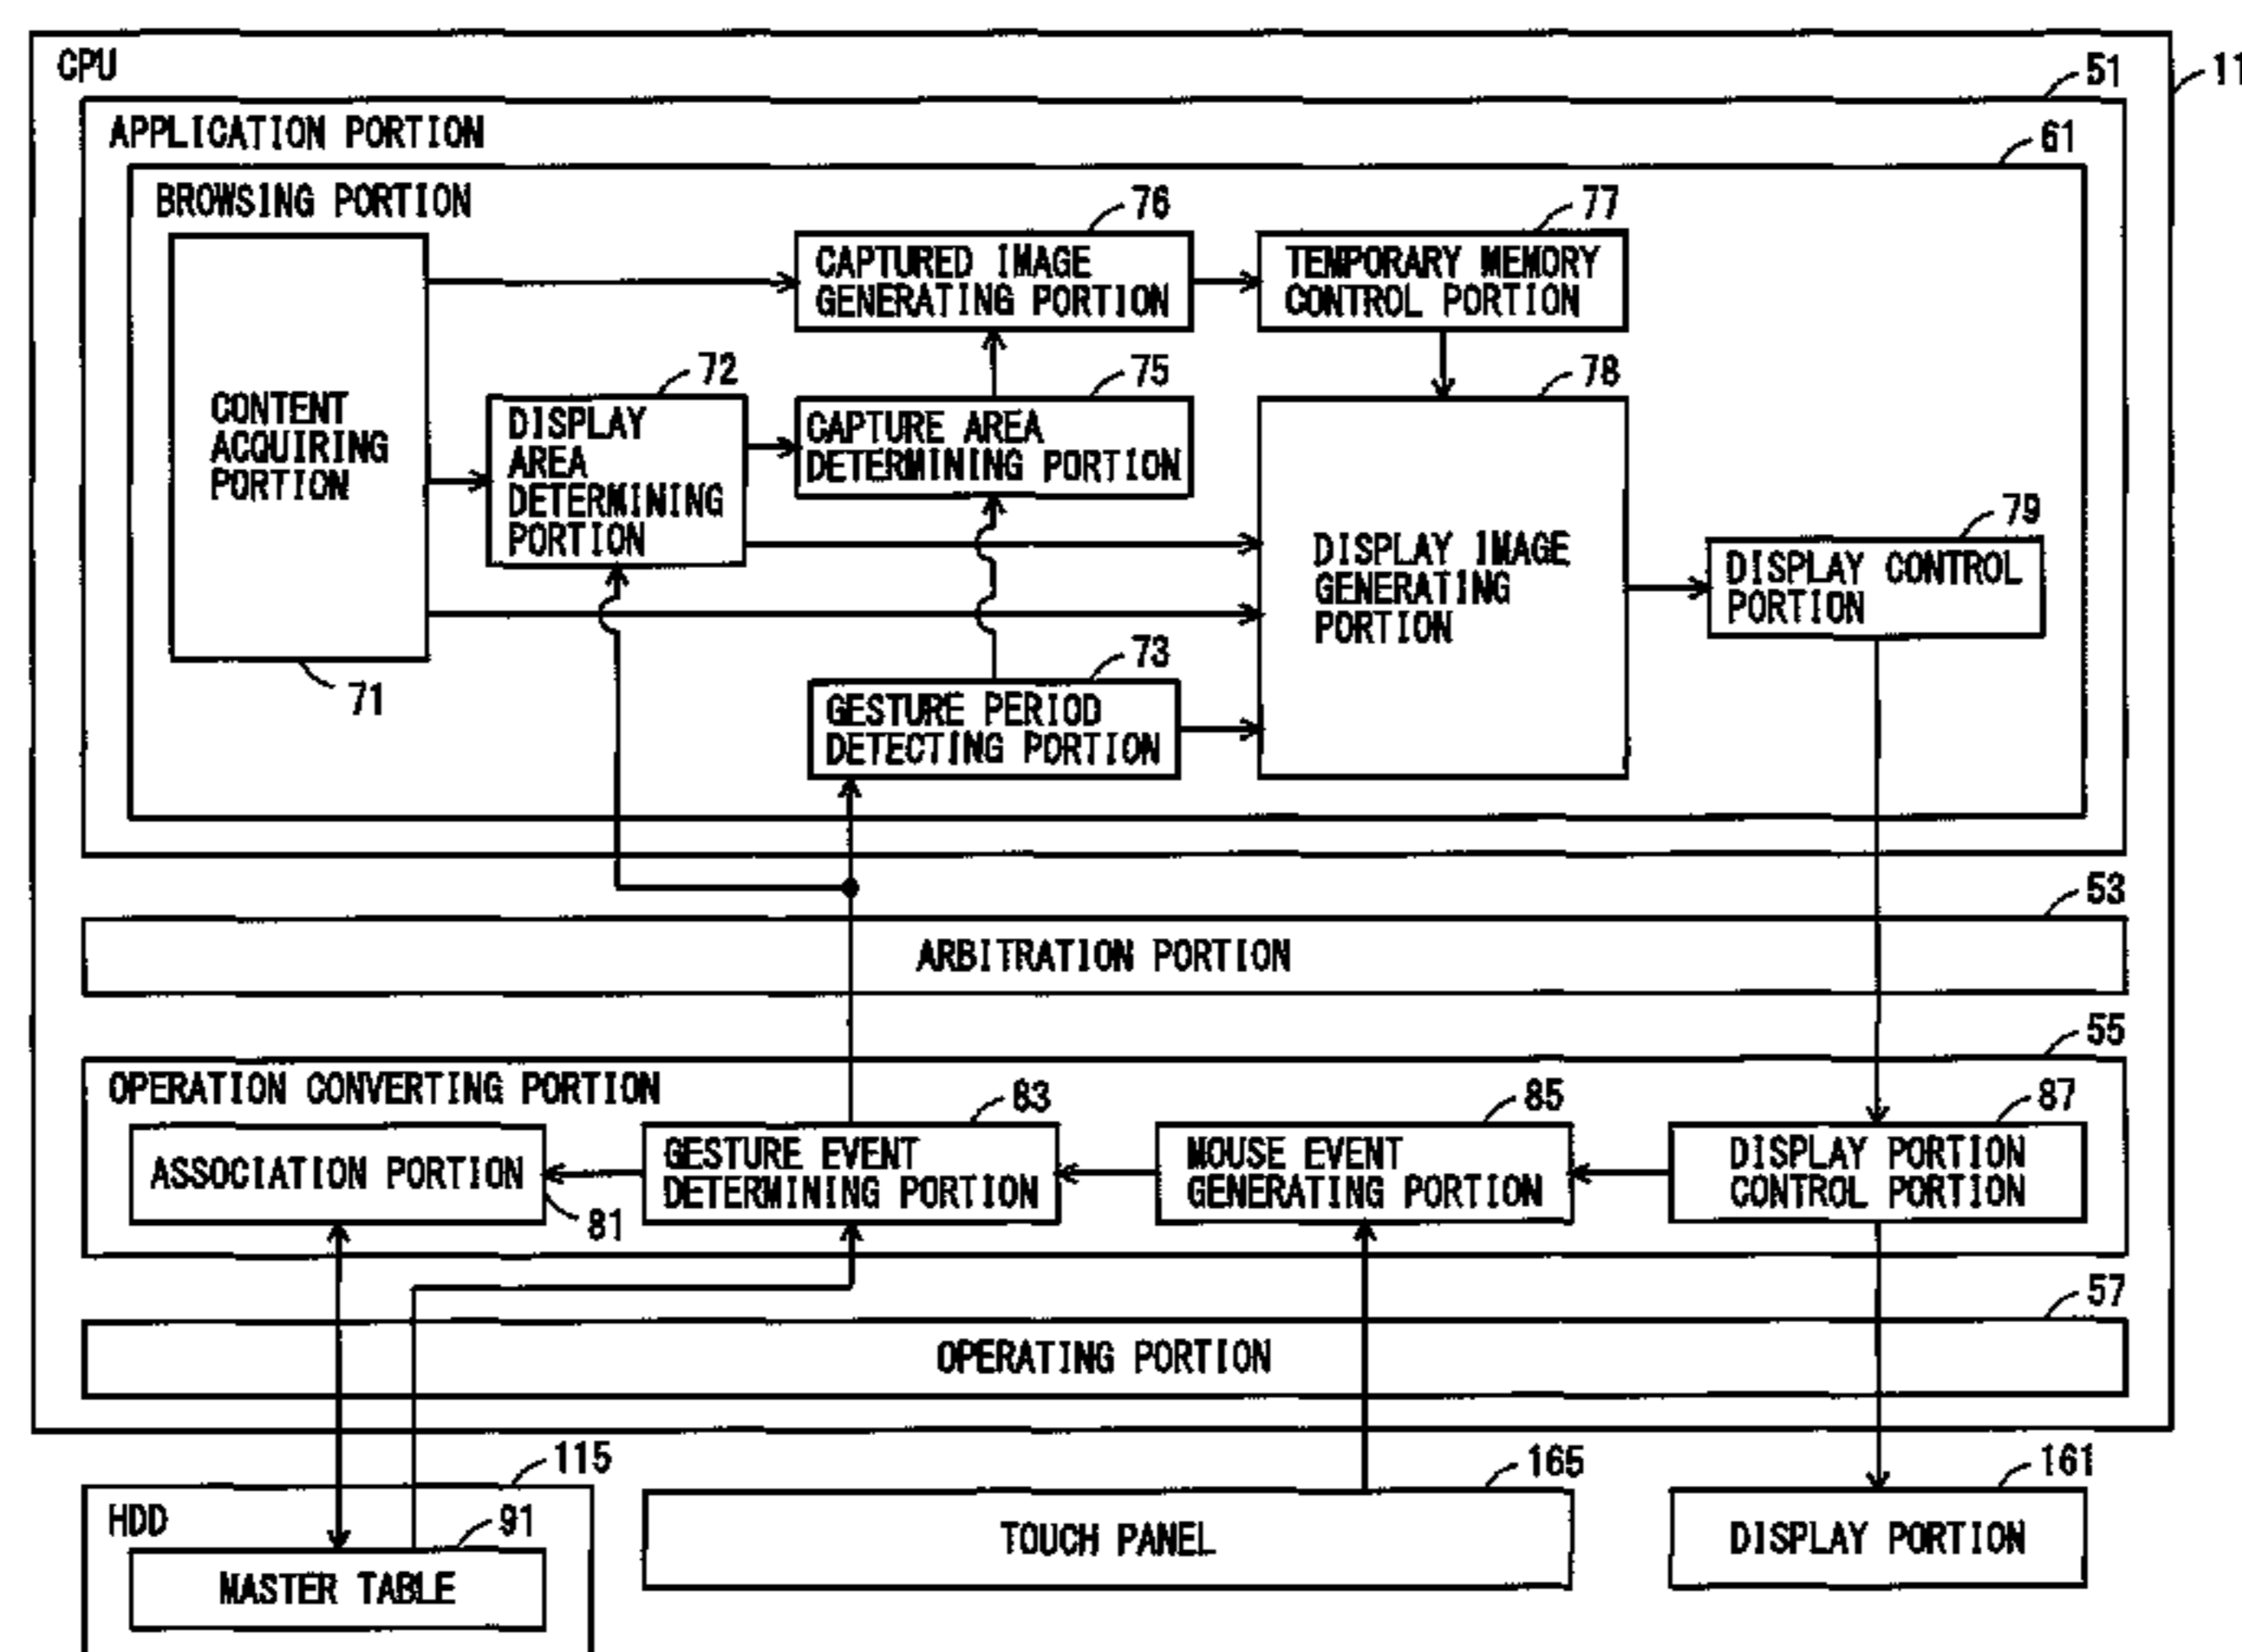 CPU
11
51
APPLICATION PORTION
61
BROWSING PORTION
76
77
CAPTURED IMAGE
GENERATING PORTION
TEMPORARY MEMORY
CONTROL PORTION
CONTENT
ACQUIRING
PORTION
71
72
DISPLAY
AREA
DETERMINING
PORTION
75
CAPTURE AREA
DETERMINING PORTION
78
DISPLAY IMAGE
GENERATING
PORTION
79
DISPLAY CONTROL
PORTION
73
GESTURE PERIOD
DETECTING PORTION
53
ARBITRATION PORTION
55
OPERATION CONVERTING PORTION
83
85
87
ASSOCIATION PORTION
81
GESTURE EVENT
DETERMINING PORTION
MOUSE EVENT
GENERATING PORTION
DISPLAY PORTION
CONTROL PORTION
57
OPERATING PORTION
115
165
161
HDD
91
MASTER TABLE
TOUCH PANEL
DISPLAY PORTION